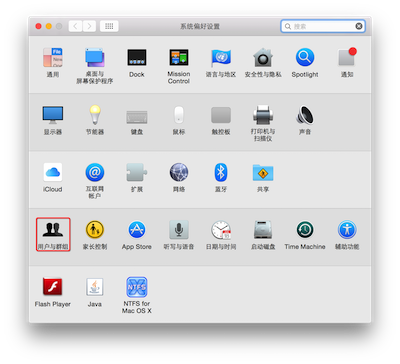 系统偏好设置
搜索
通用
桌面与
屏幕保护程序
Dock
Mission
Control
语言与地区
安全性与隐私
Spotlight
通知
显示器
节能器
键盘
鼠标
触控板
打印机与
扫描仪
声音
iCloud
互联网
帐户
扩展
网络
蓝牙
共享
用户与群组
家长控制
App Store
听写与语音
日期与时间
启动磁盘
Time Machine
辅助功能
Flash Player
Java
NTFS for
Mac OS X